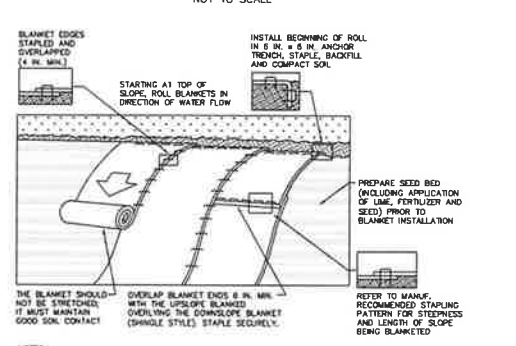 NOT TO SCALE
BLANKET EDGES
STAPLED AND
OVERLAPPED
(4 IN. MIN.)
INSTALL BEGINNING OF ROLL
IN 6 IN. x 6 IN. ANCHOR
TRENCH, STAPLE, BACKFILL
AND COMPACT SOIL
STARTING AT TOP OF
SLOPE, ROLL BLANKETS IN
DIRECTION OF WATER FLOW
PREPARE SEED BED
(INCLUDING APPLICATION
OF LIME, FERTILIZER AND
SEED) PRIOR TO
BLANKET INSTALLATION
THE BLANKET SHOULD
NOT BE STRETCHED;
IT MUST MAINTAIN
GOOD SOIL CONTACT
OVERLAP BLANKET ENDS 6 IN. MIN.
WITH THE UPSLOPE BLANKED
OVERLYING THE DOWNSLOPE BLANKET
(SHINGLE STYLE) STAPLE SECURELY.
REFER TO MANUF.
RECOMMENDED STAPLING
PATTERN FOR STEEPNESS
AND LENGTH OF SLOPE
BEING BLANKETED